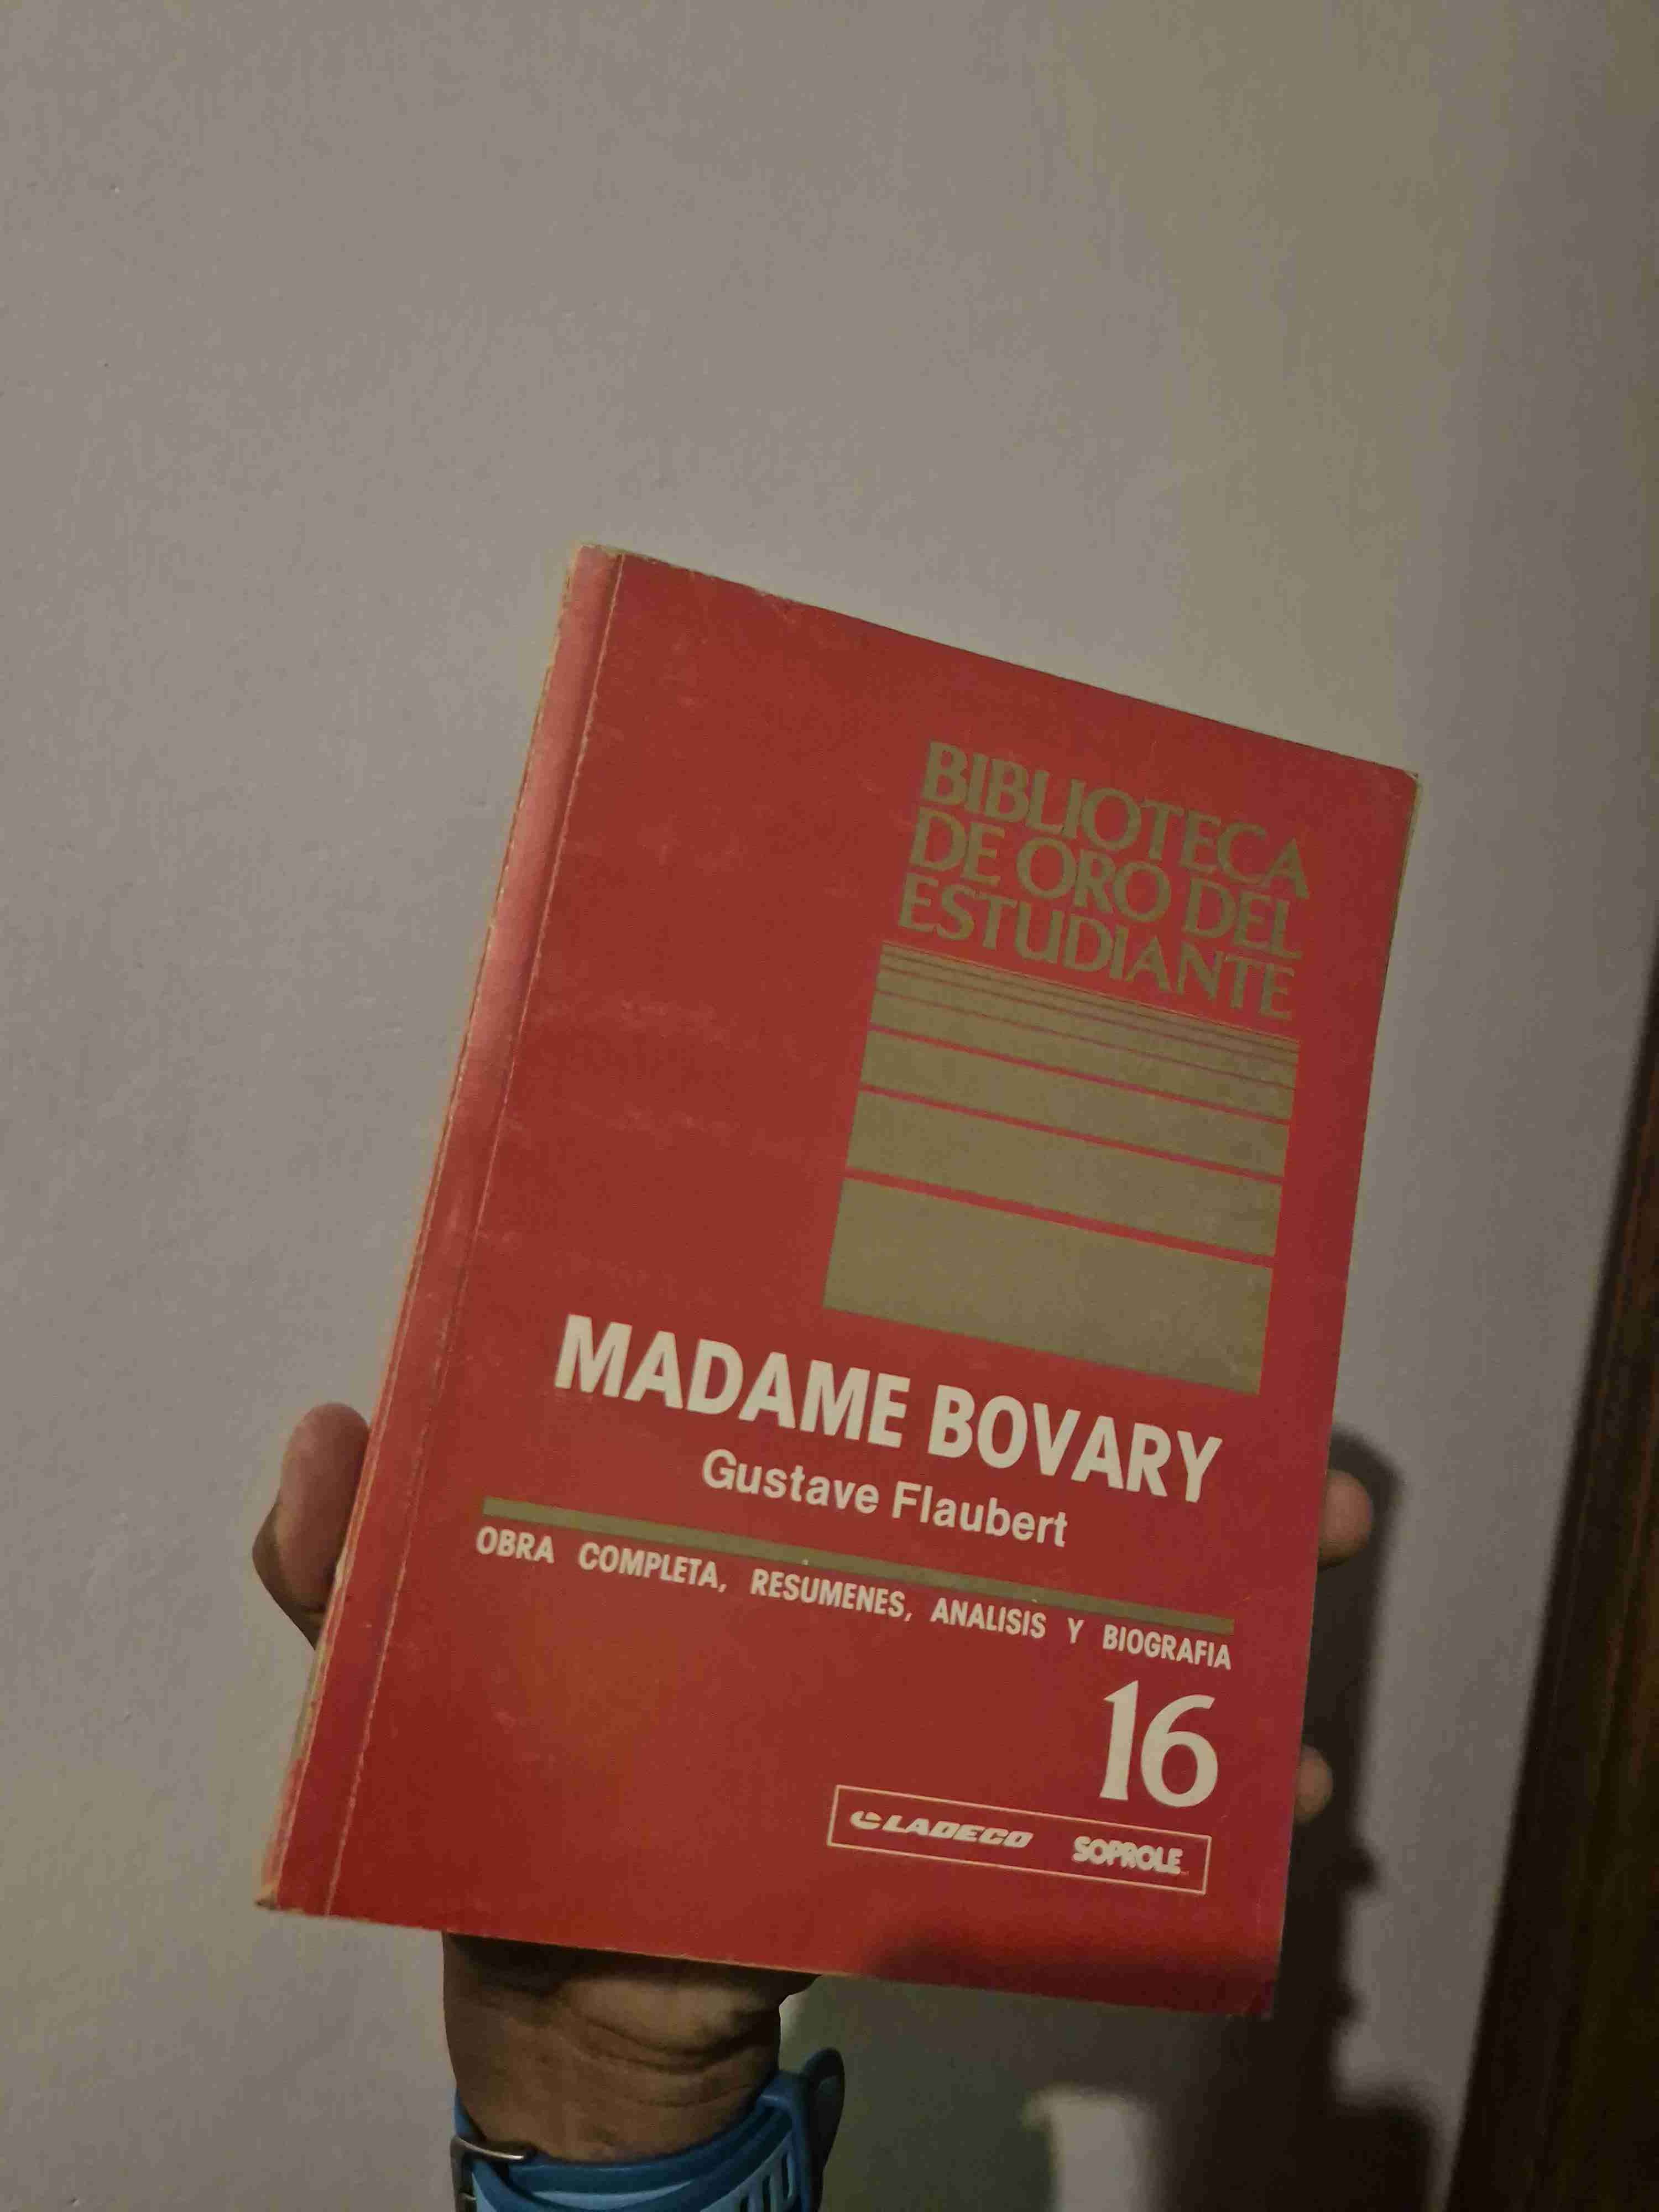 BIBLIOTECA
DE ORO DEL
ESTUDIANTE
MADAME BOVARY
Gustave Flaubert
OBRA COMPLETA, RESUMENES, ANALISIS Y BIOGRAFIA
16
LADECO SOPROLE